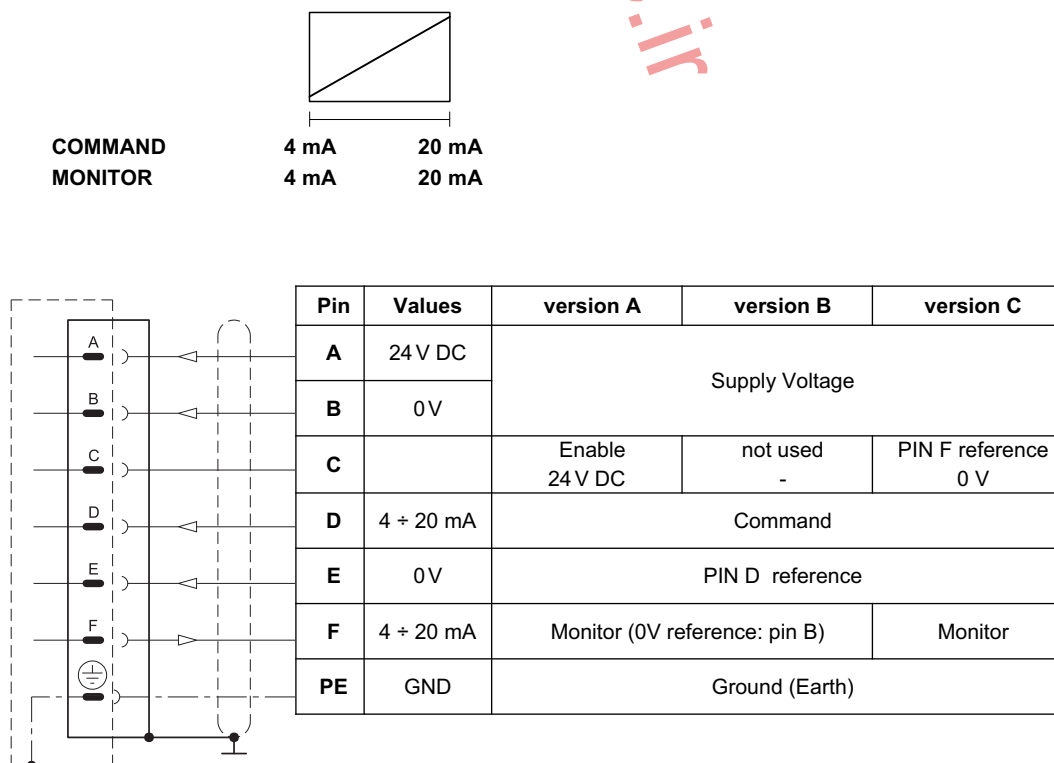 .ir
COMMAND 4 mA 20 mA
MONITOR 4 mA 20 mA
Pin Values version A version B version C
A 24 V DC Supply Voltage
B 0 V
C Enable 24 V DC not used - PIN F reference 0 V
D 4 ÷ 20 mA Command
E 0 V PIN D reference
F 4 ÷ 20 mA Monitor (0V reference: pin B) Monitor
PE GND Ground (Earth)
A
B
C
D
E
F